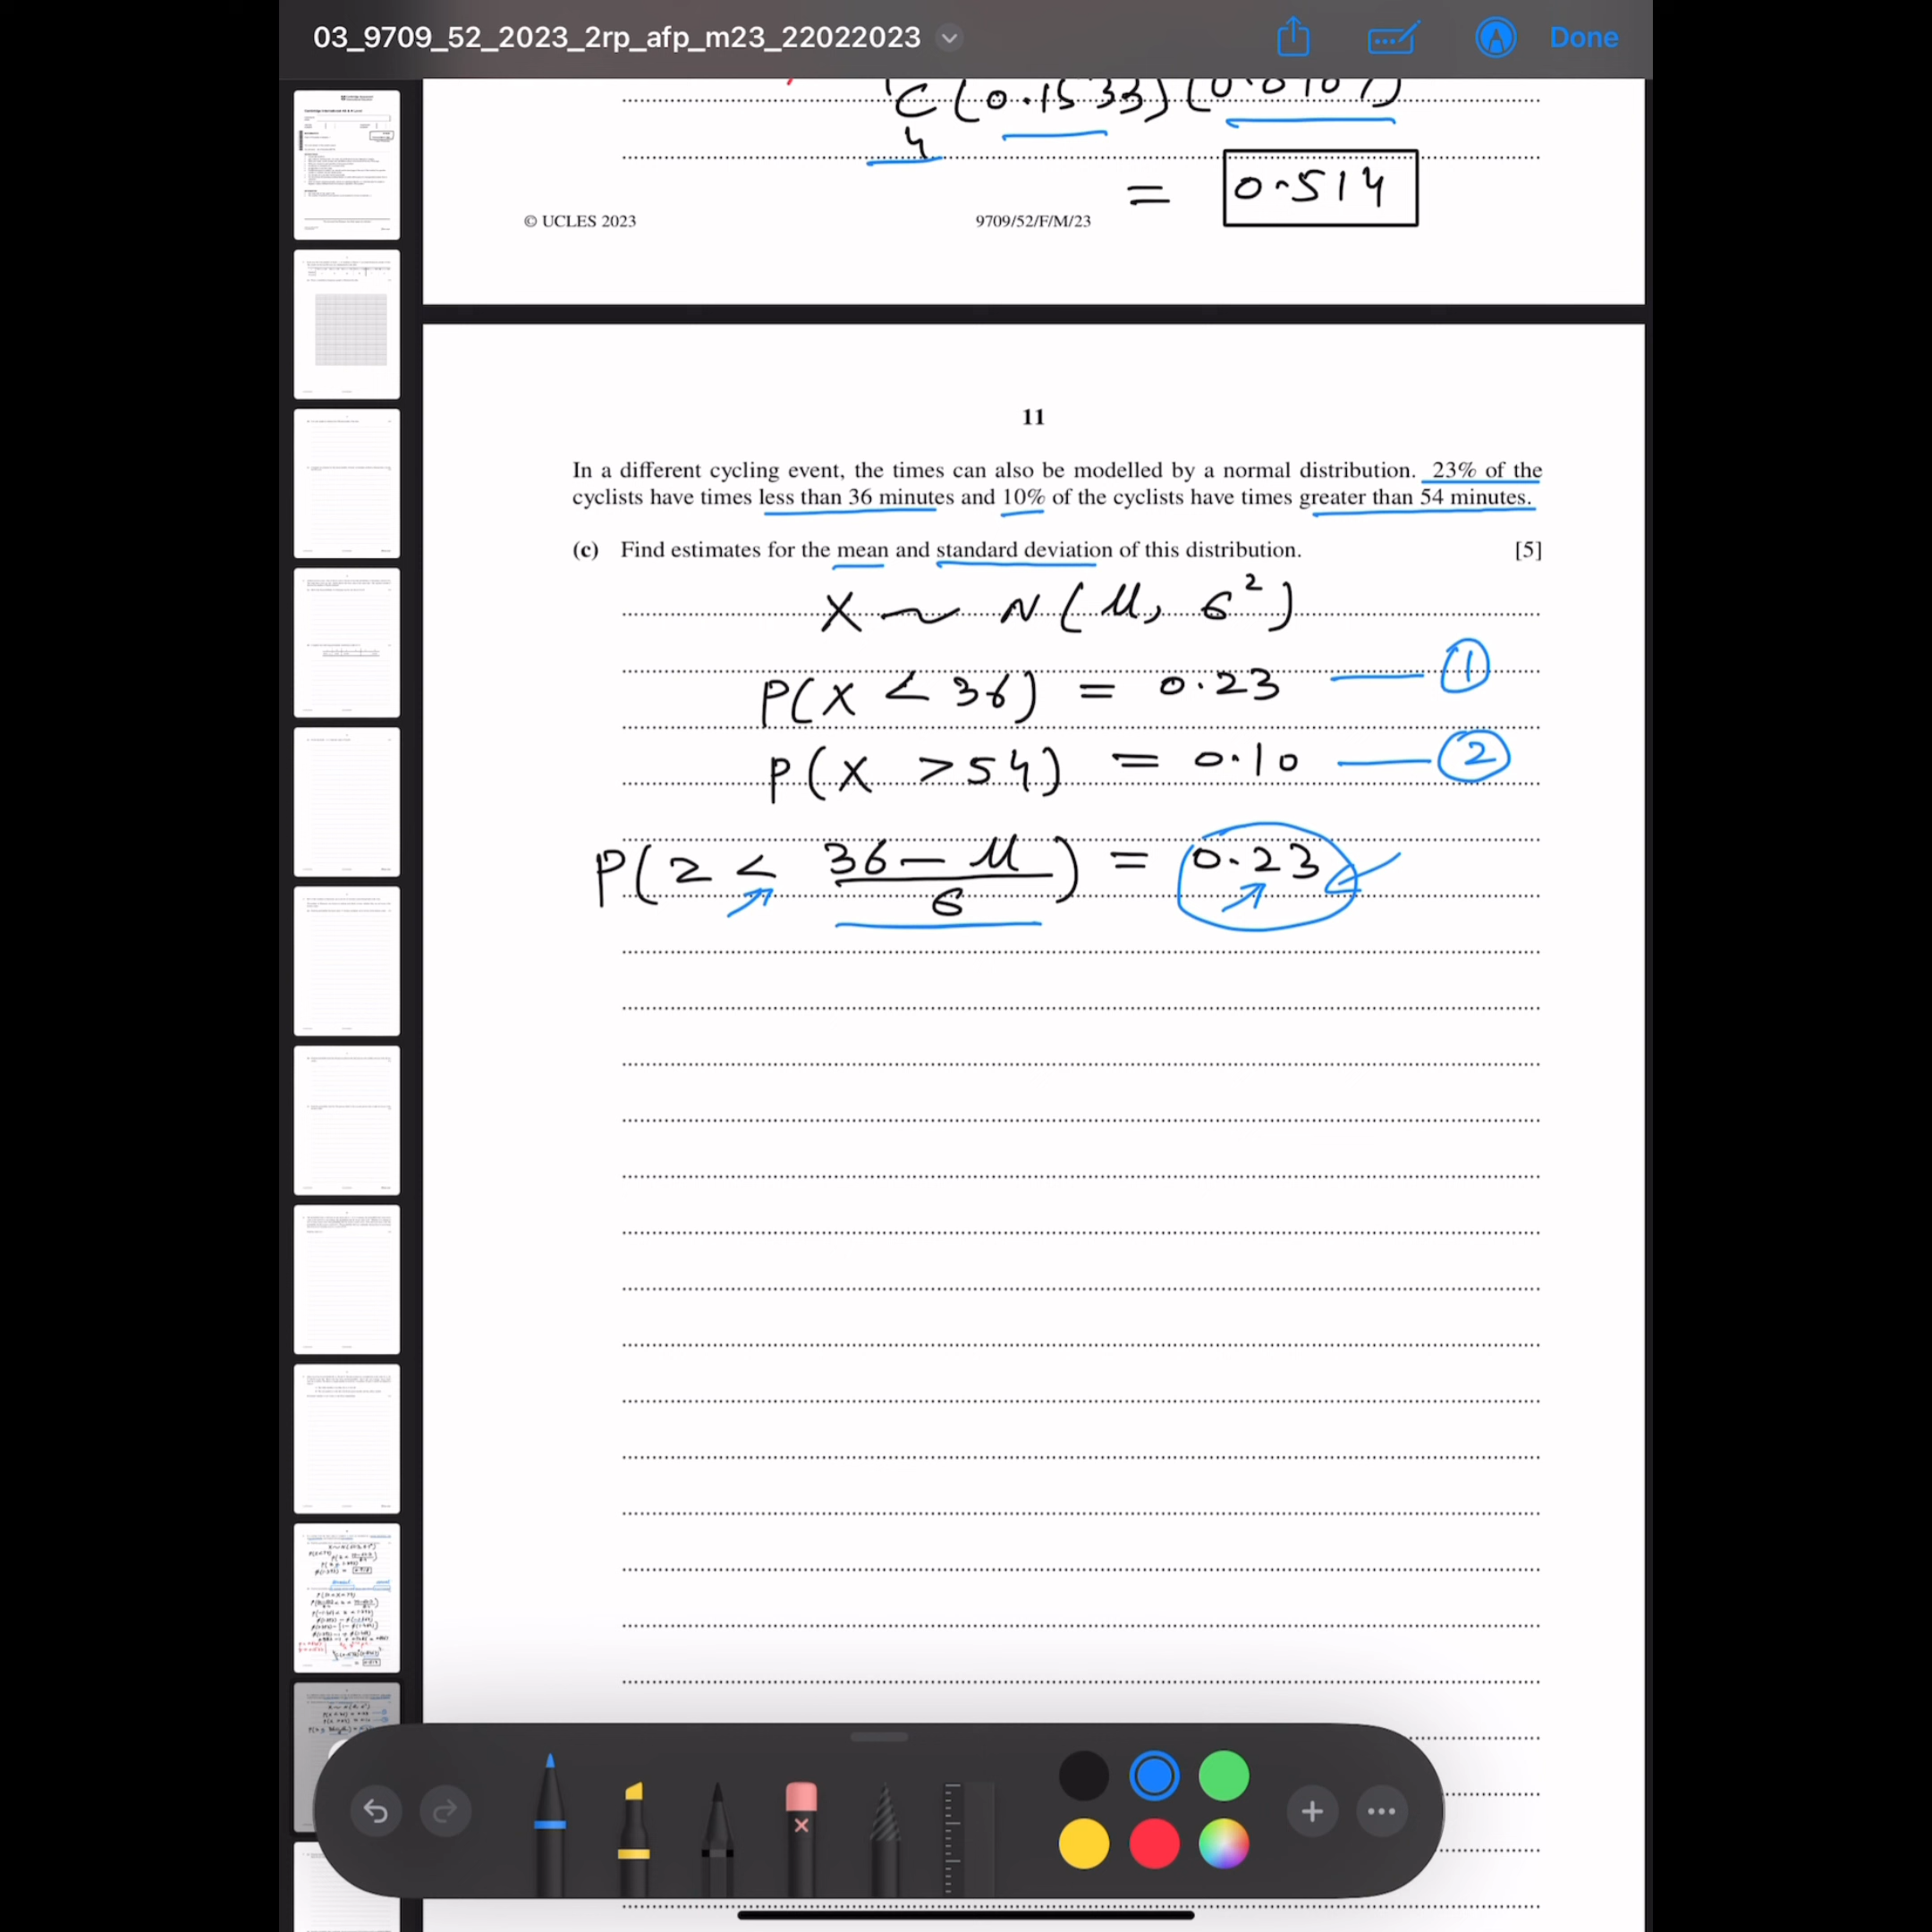 03_9709_52_2023_2rp_afp_m23_22022023
Done
C (0.1533)
4
= 0.514
© UCLES 2023 9709/52/F/M/23
11
In a different cycling event, the times can also be modelled by a normal distribution. 23% of the
cyclists have times less than 36 minutes and 10% of the cyclists have times greater than 54 minutes.
(c) Find estimates for the mean and standard deviation of this distribution. [5]
X ~ N(μ, σ²)
P(X < 36) = 0.23 — 1
P(X > 54) = 0.10 — 2
P(Z < 36 − μ / σ) = 0.23